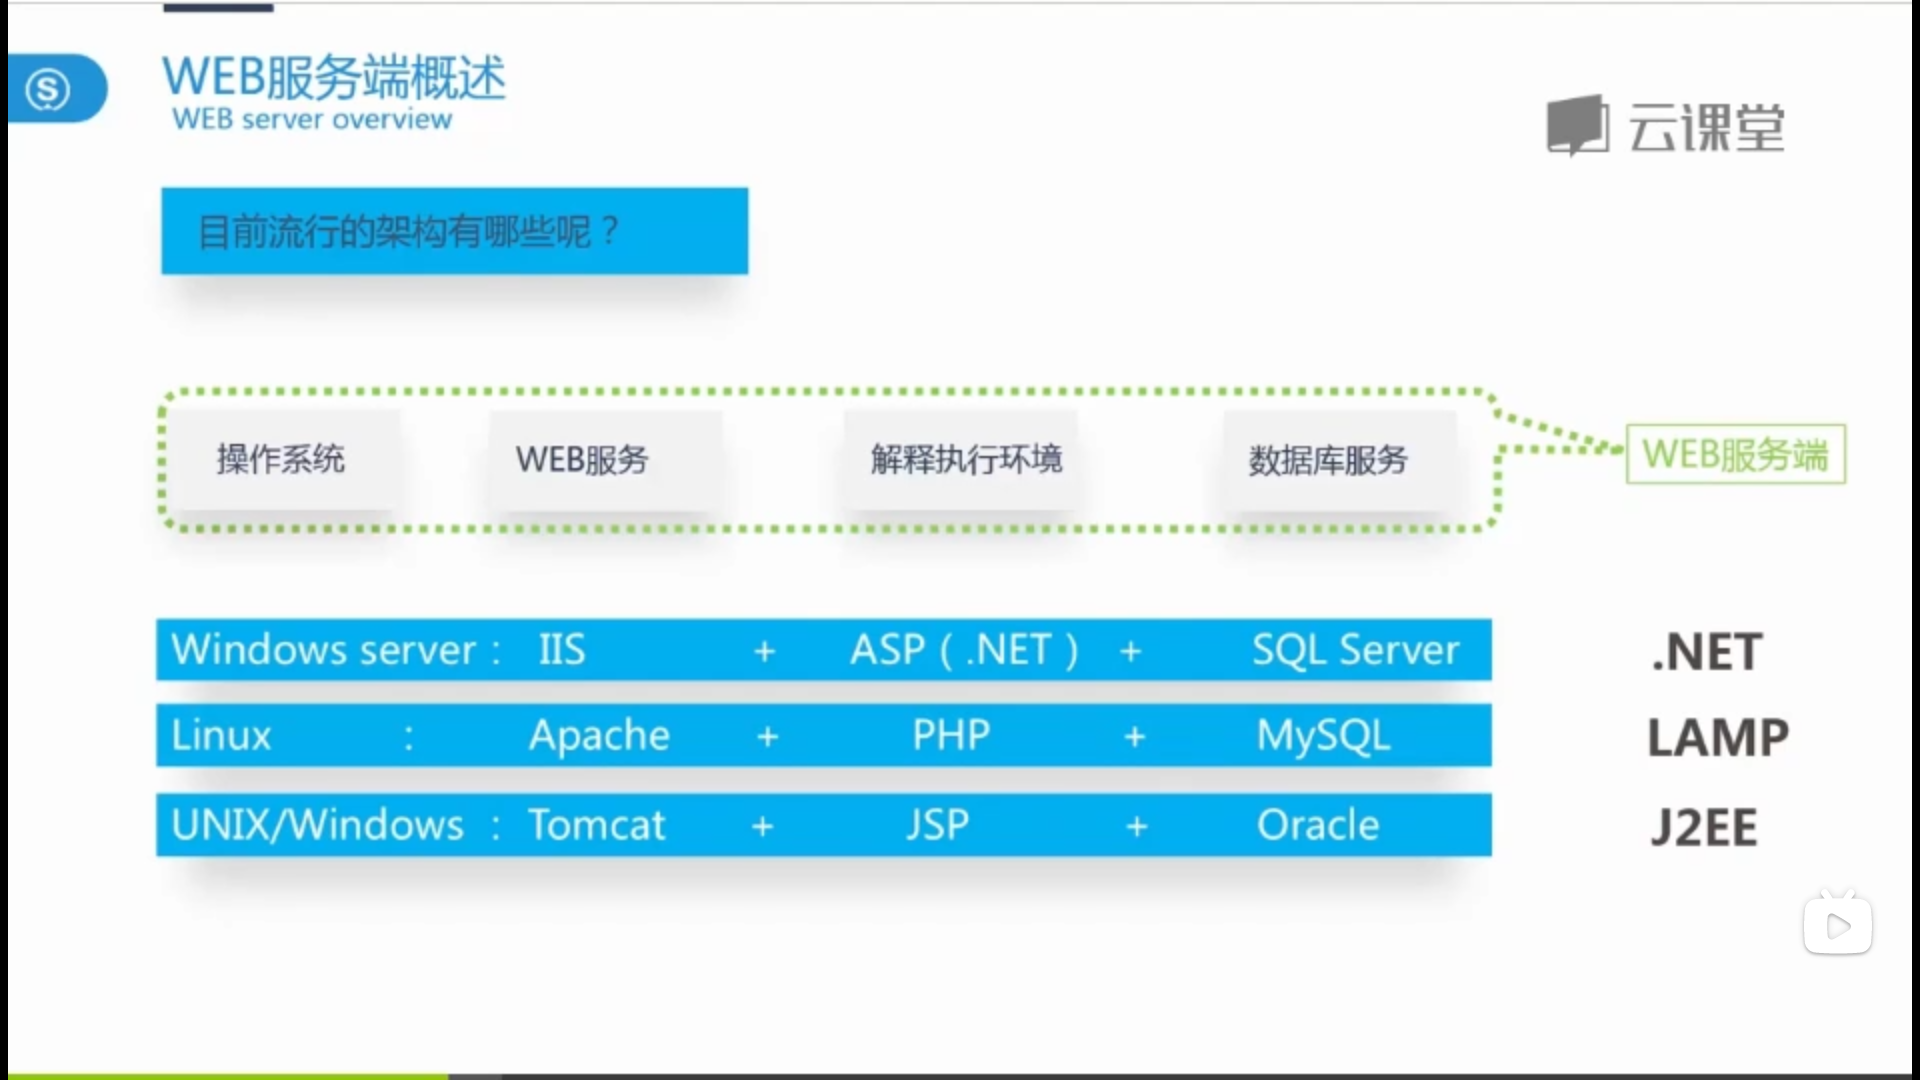 WEB服务端概述
WEB server overview
云课堂
目前流行的架构有哪些呢？
操作系统 WEB服务 解释执行环境 数据库服务 WEB服务端
Windows server： IIS + ASP（.NET）+ SQL Server .NET
Linux ： Apache + PHP + MySQL LAMP
UNIX/Windows ： Tomcat + JSP + Oracle J2EE